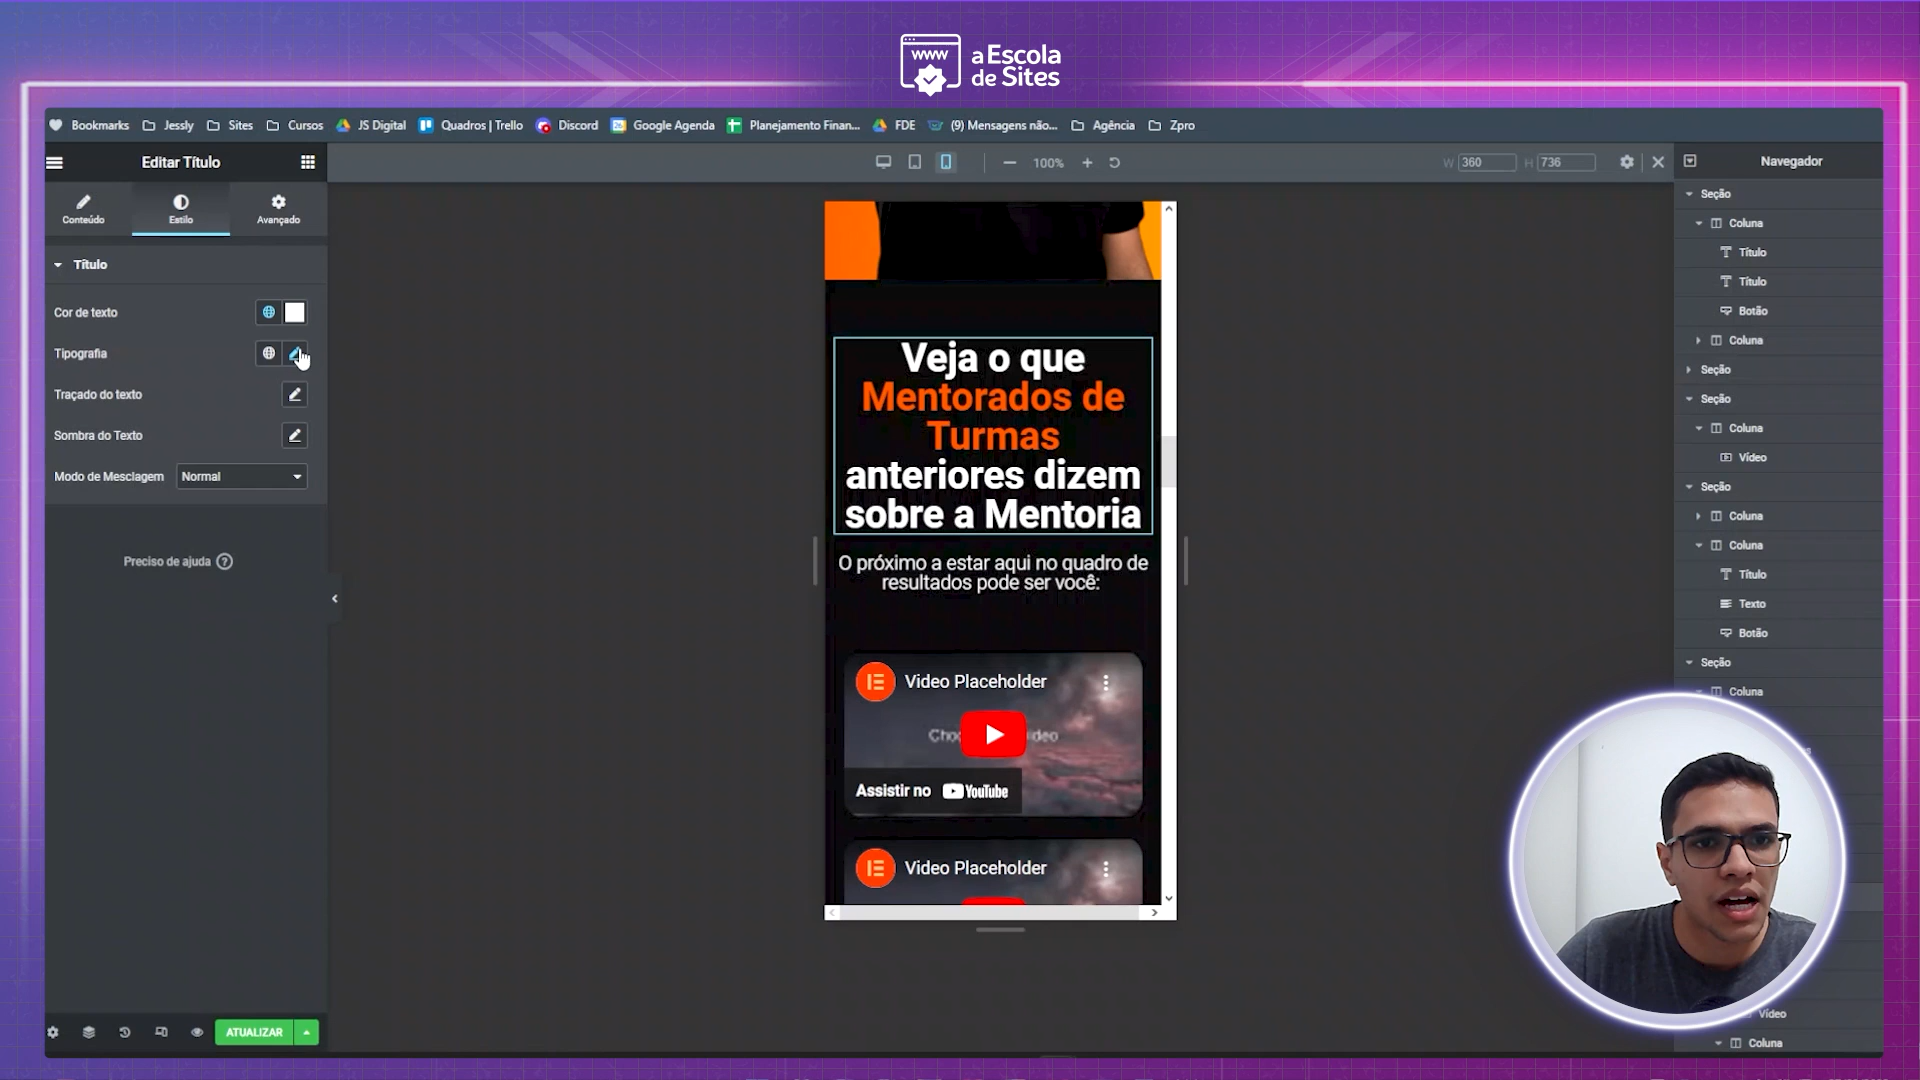 www
a Escola
de Sites
Bookmarks
Jessly
Sites
Cursos
JS Digital
Quadros | Trello
Discord
Google Agenda
Planejamento Finan...
FDE
(9) Mensagens não...
Agência
Zpro
Editar Título
100%
W 360
H 736
Navegador
Conteúdo
Estilo
Avançado
Título
Cor de texto
Tipografia
Traçado do texto
Sombra do Texto
Modo de Mesclagem
Normal
Preciso de ajuda
ATUALIZAR
Veja o que
Mentorados de
Turmas
anteriores dizem
sobre a Mentoria
O próximo a estar aqui no quadro de
resultados pode ser você:
Video Placeholder
Assistir no YouTube
Video Placeholder
Seção
Coluna
Título
Título
Botão
Coluna
Seção
Seção
Coluna
Vídeo
Seção
Coluna
Coluna
Título
Texto
Botão
Seção
Coluna
Vídeo
Coluna